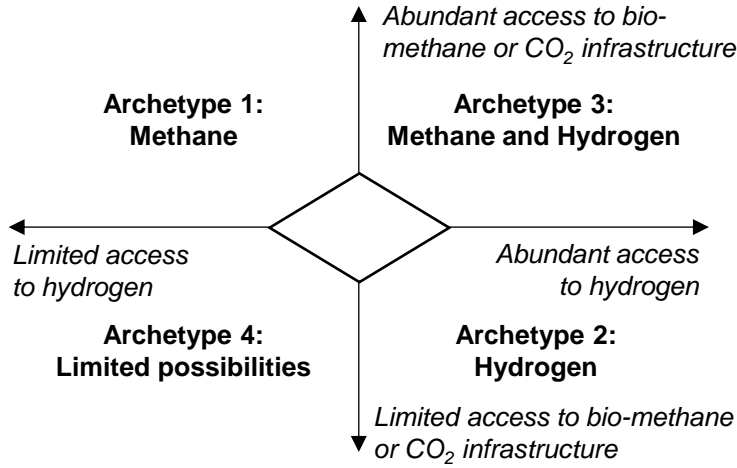 Abundant access to bio-
methane or CO₂ infrastructure
Archetype 1:
Methane
Archetype 3:
Methane and Hydrogen
Limited access
to hydrogen
Abundant access
to hydrogen
Archetype 4:
Limited possibilities
Archetype 2:
Hydrogen
Limited access to bio-methane
or CO₂ infrastructure